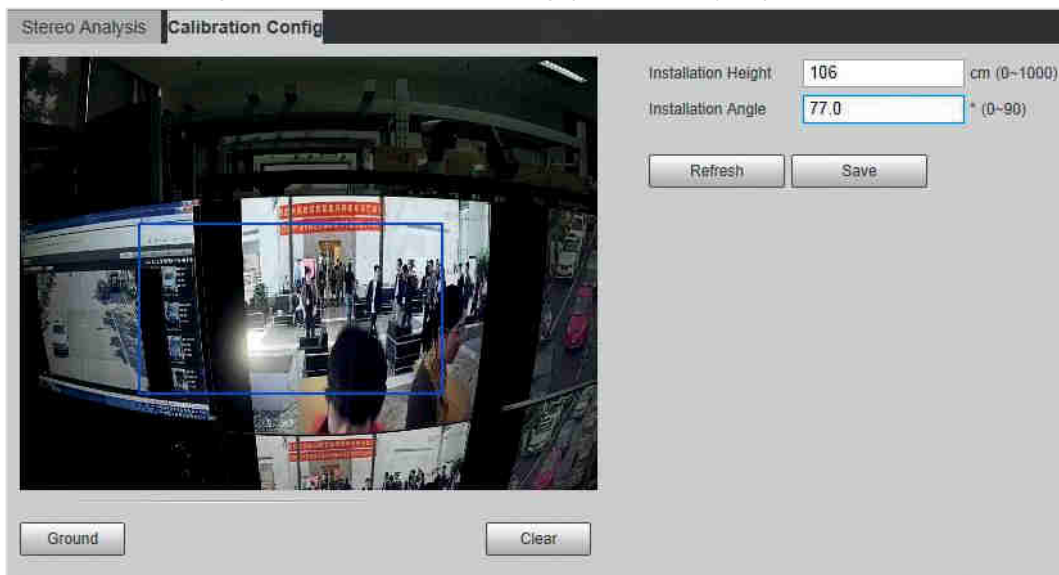 Stereo Analysis Calibration Config
Installation Height 106 cm (0~1000)
Installation Angle 77.0 ° (0~90)
Refresh Save
Ground Clear